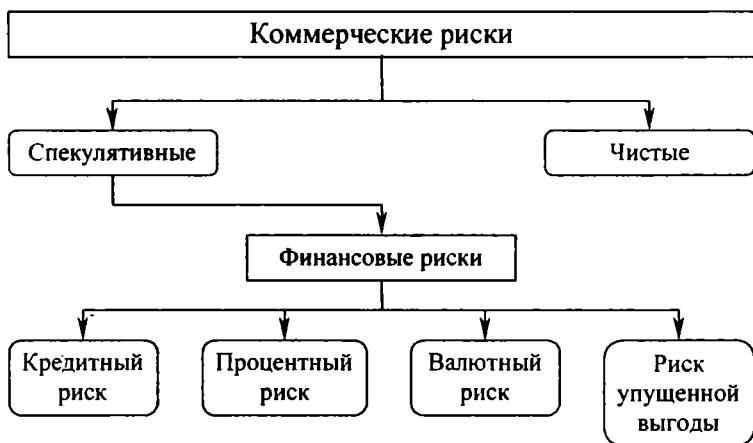 Коммерческие риски
Спекулятивные
Чистые
Финансовые риски
Кредитный
риск
Процентный
риск
Валютный
риск
Риск
упущенной
выгоды